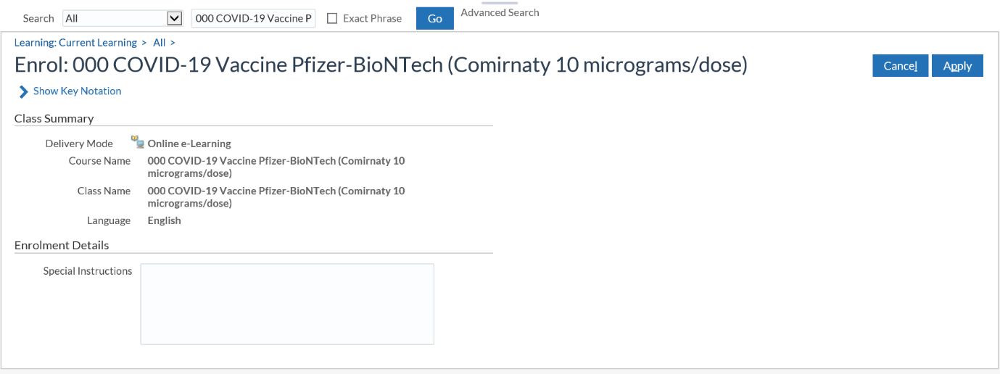 Search All 000 COVID-19 Vaccine P Exact Phrase Go Advanced Search
Learning: Current Learning > All >
Enrol: 000 COVID-19 Vaccine Pfizer-BioNTech (Comirnaty 10 micrograms/dose) Cancel Apply
Show Key Notation
Class Summary
Delivery Mode Online e-Learning
Course Name 000 COVID-19 Vaccine Pfizer-BioNTech (Comirnaty 10
micrograms/dose)
Class Name 000 COVID-19 Vaccine Pfizer-BioNTech (Comirnaty 10
micrograms/dose)
Language English
Enrolment Details
Special Instructions